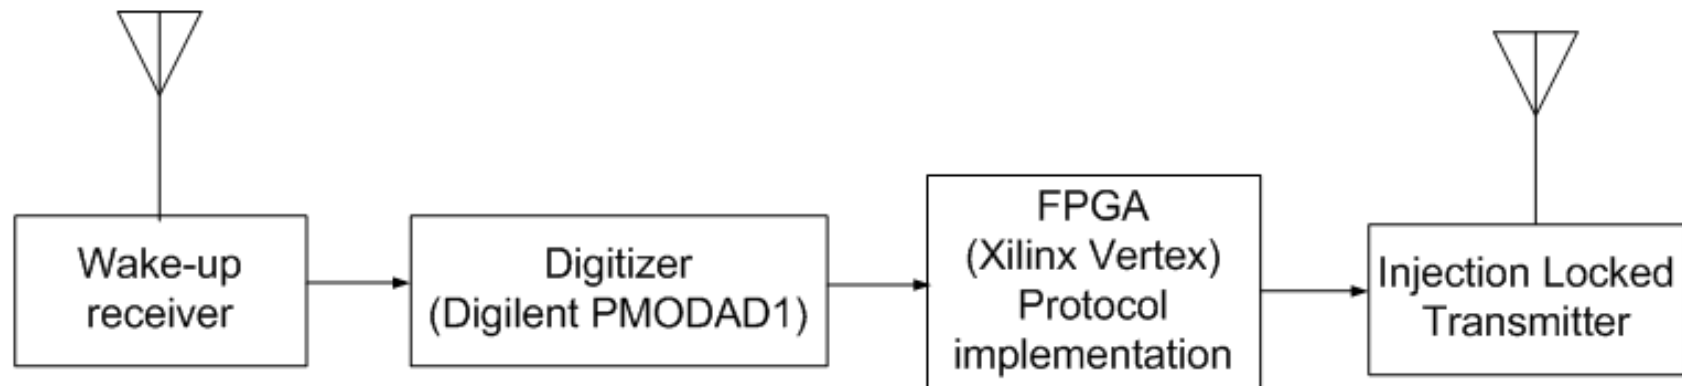 Wake-up
receiver
Digitizer
(Digilent PMODAD1)
FPGA
(Xilinx Vertex)
Protocol
implementation
Injection Locked
Transmitter